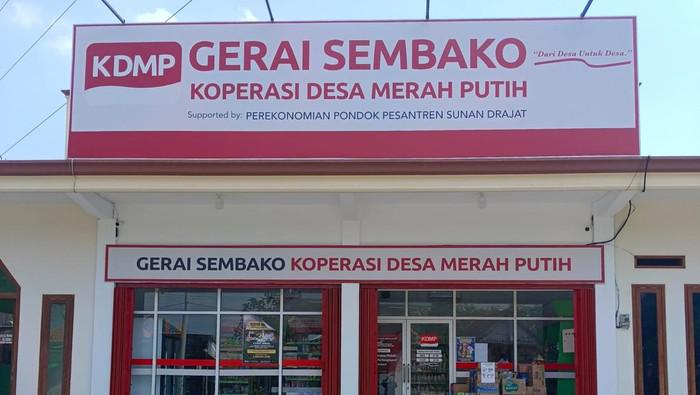 KDMP
GERAI SEMBAKO
"Dari Desa Untuk Desa."
KOPERASI DESA MERAH PUTIH
Supported by: PEREKONOMIAN PONDOK PESANTREN SUNAN DRAJAT
GERAI SEMBAKO KOPERASI DESA MERAH PUTIH
KDMP